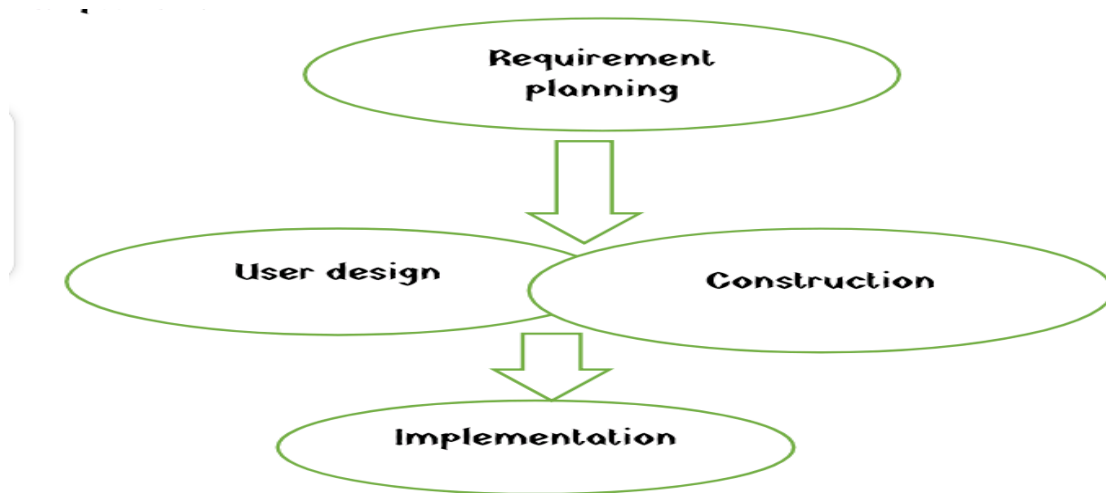 Requirement
planning
User design
Construction
Implementation